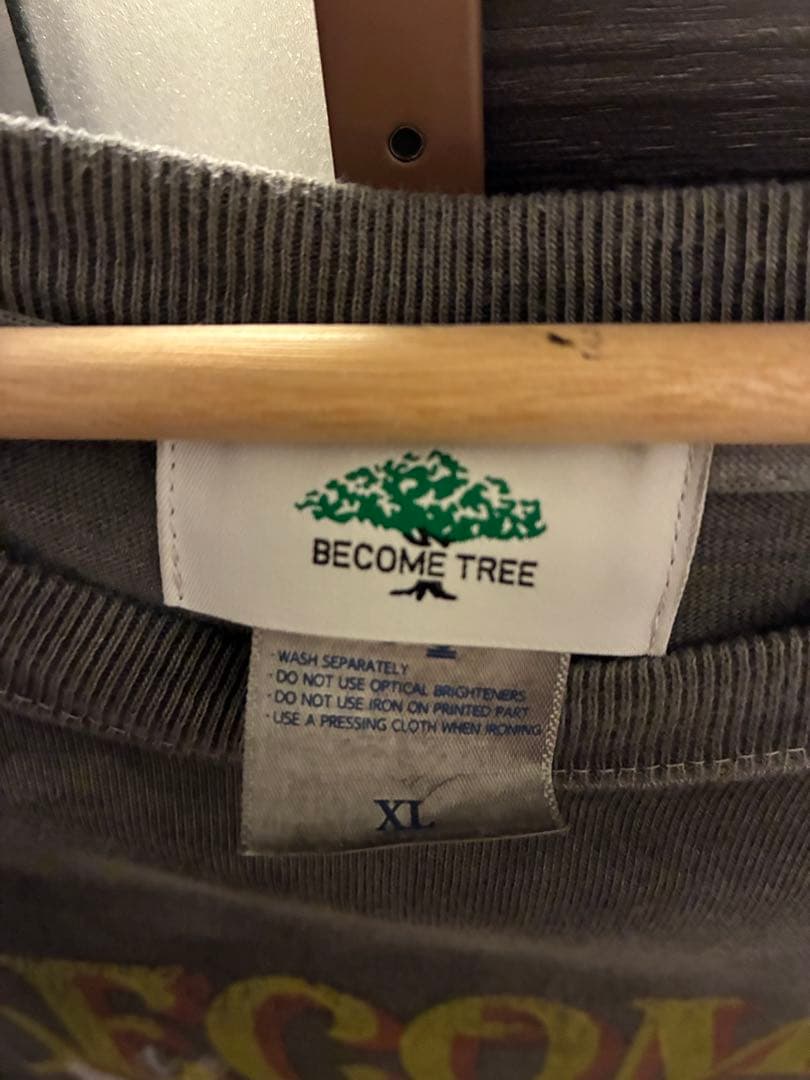 BECOME TREE
· WASH SEPARATELY
· DO NOT USE OPTICAL BRIGHTENERS
· DO NOT USE IRON ON PRINTED PART
· USE A PRESSING CLOTH WHEN IRONING
XL
ECOM